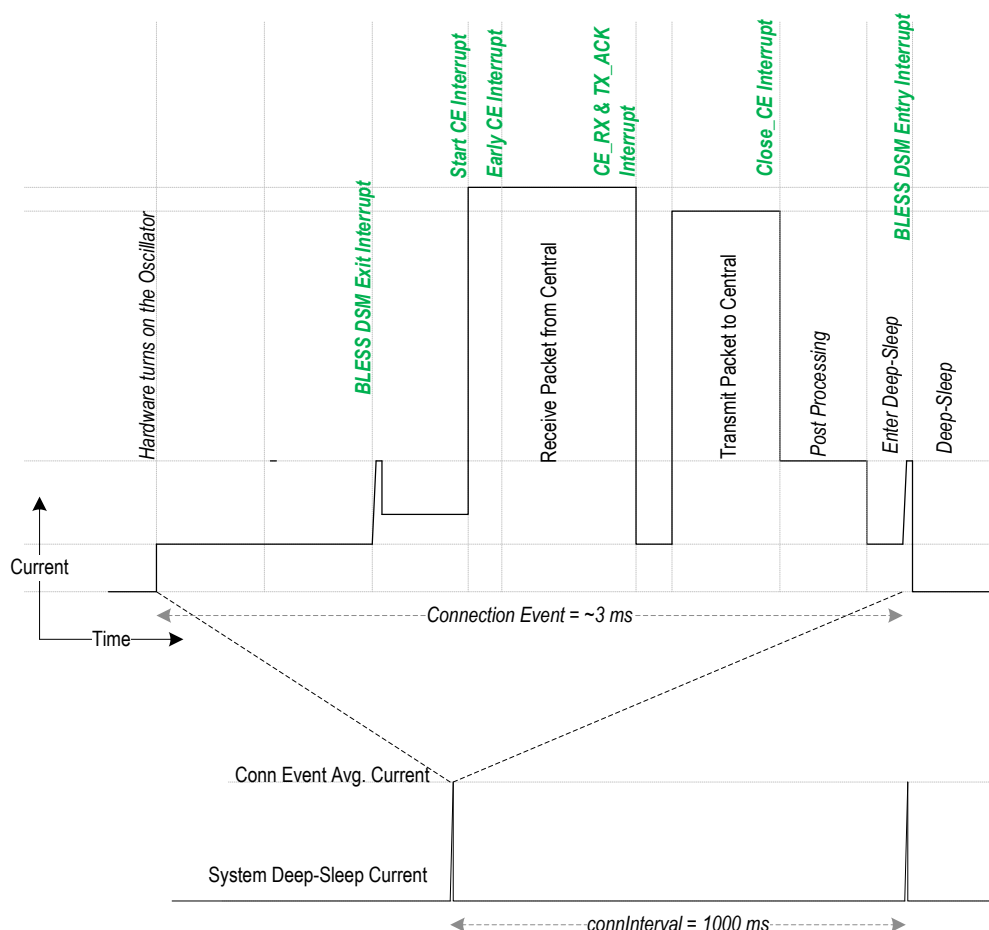 Hardware turns on the Oscillator
BLESS DSM Exit Interrupt
Start CE Interrupt
Early CE Interrupt
Receive Packet from Central
CE_RX & TX_ACK
Interrupt
Transmit Packet to Central
Close_CE Interrupt
Post Processing
Enter Deep-Sleep
BLESS DSM Entry Interrupt
Deep-Sleep
Current
Time
Connection Event = ~3 ms
Conn Event Avg. Current
System Deep-Sleep Current
connInterval = 1000 ms